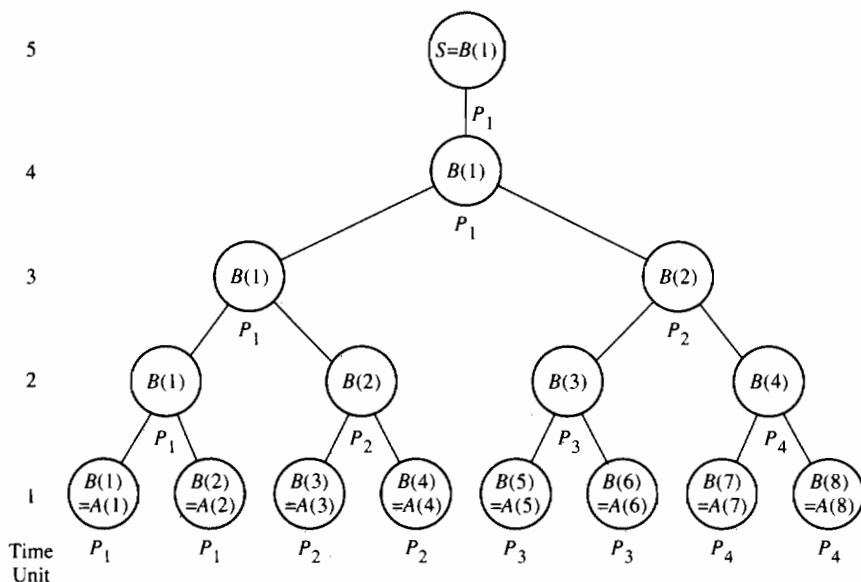 5 S=B(1)
P1
4 B(1)
P1
3 B(1) B(2)
P1 P2
2 B(1) B(2) B(3) B(4)
P1 P2 P3 P4
B(1) B(2) B(3) B(4) B(5) B(6) B(7) B(8)
1 =A(1) =A(2) =A(3) =A(4) =A(5) =A(6) =A(7) =A(8)
Time P1 P1 P2 P2 P3 P3 P4 P4
Unit